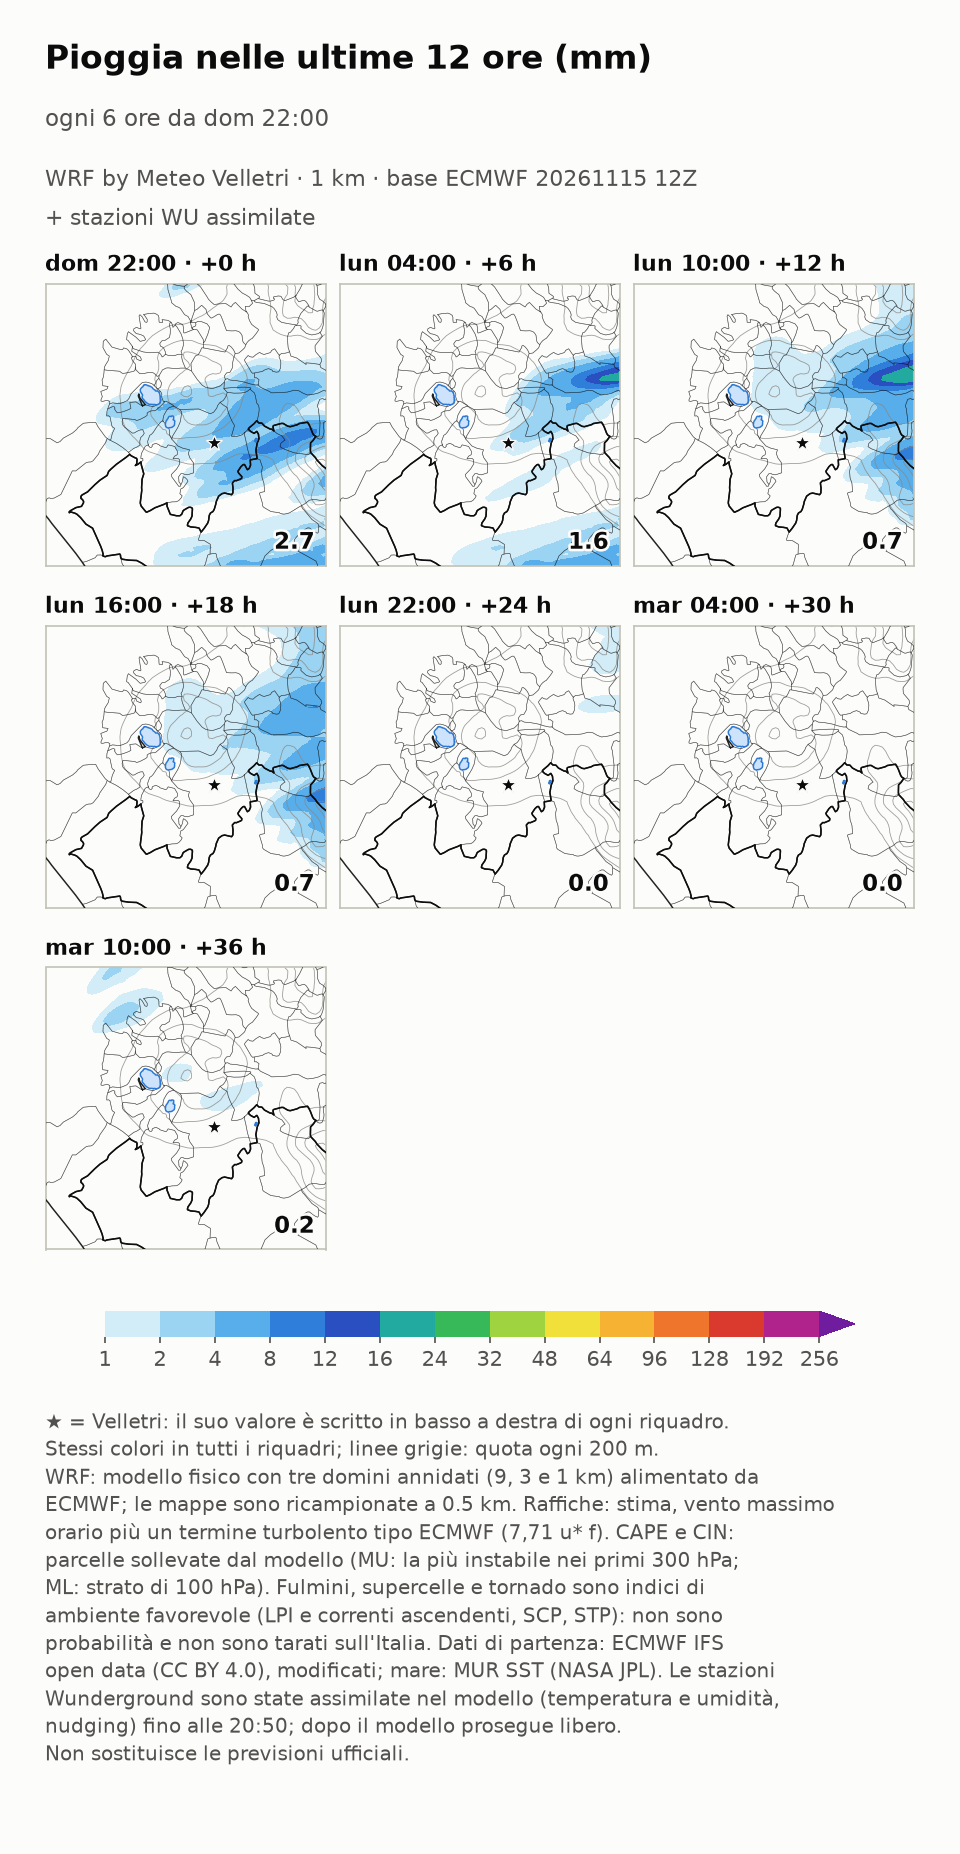 Pioggia nelle ultime 12 ore (mm)
ogni 6 ore da dom 22:00
WRF by Meteo Velletri · 1 km · base ECMWF 20261115 12Z
+ stazioni WU assimilate
dom 22:00 · +0 h
lun 04:00 · +6 h
lun 10:00 · +12 h
2.7
1.6
0.7
lun 16:00 · +18 h
lun 22:00 · +24 h
mar 04:00 · +30 h
0.7
0.0
0.0
mar 10:00 · +36 h
0.2
1 2 4 8 12 16 24 32 48 64 96 128 192 256
★ = Velletri: il suo valore è scritto in basso a destra di ogni riquadro.
Stessi colori in tutti i riquadri; linee grigie: quota ogni 200 m.
WRF: modello fisico con tre domini annidati (9, 3 e 1 km) alimentato da
ECMWF; le mappe sono ricampionate a 0.5 km. Raffiche: stima, vento massimo
orario più un termine turbolento tipo ECMWF (7,71 u* f). CAPE e CIN:
parcelle sollevate dal modello (MU: la più instabile nei primi 300 hPa;
ML: strato di 100 hPa). Fulmini, supercelle e tornado sono indici di
ambiente favorevole (LPI e correnti ascendenti, SCP, STP): non sono
probabilità e non sono tarati sull'Italia. Dati di partenza: ECMWF IFS
open data (CC BY 4.0), modificati; mare: MUR SST (NASA JPL). Le stazioni
Wunderground sono state assimilate nel modello (temperatura e umidità,
nudging) fino alle 20:50; dopo il modello prosegue libero.
Non sostituisce le previsioni ufficiali.